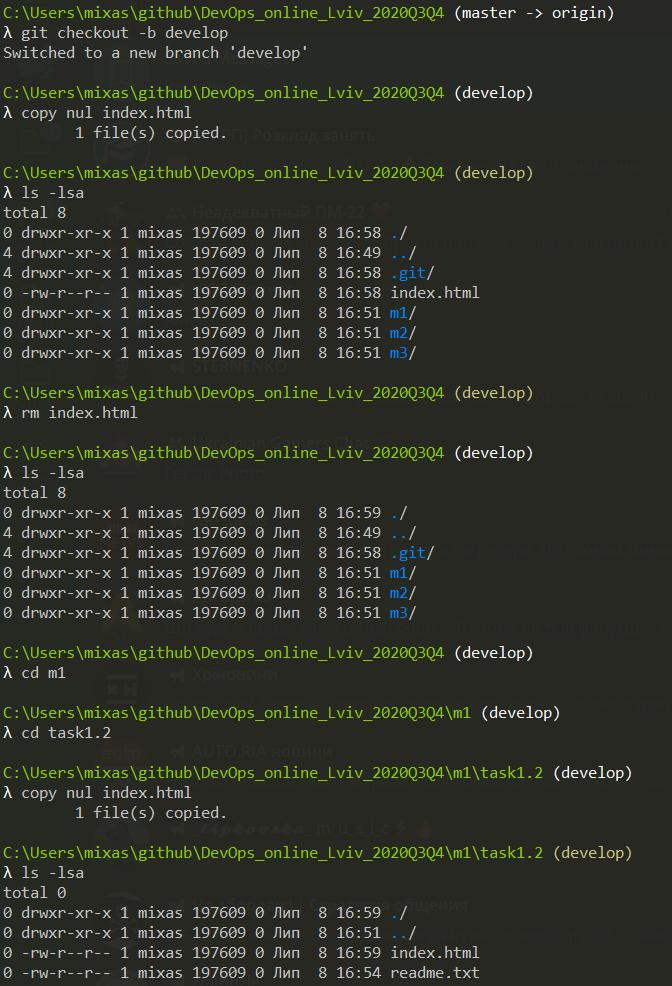 C:\Users\mixas\github\DevOps_online_Lviv_2020Q3Q4 (master -> origin)
λ git checkout -b develop
Switched to a new branch 'develop'
C:\Users\mixas\github\DevOps_online_Lviv_2020Q3Q4 (develop)
λ copy nul index.html
        1 file(s) copied.
C:\Users\mixas\github\DevOps_online_Lviv_2020Q3Q4 (develop)
λ ls -lsa
total 8
0 drwxr-xr-x 1 mixas 197609 0 Лип  8 16:58 ./
4 drwxr-xr-x 1 mixas 197609 0 Лип  8 16:49 ../
4 drwxr-xr-x 1 mixas 197609 0 Лип  8 16:58 .git/
0 -rw-r--r-- 1 mixas 197609 0 Лип  8 16:58 index.html
0 drwxr-xr-x 1 mixas 197609 0 Лип  8 16:51 m1/
0 drwxr-xr-x 1 mixas 197609 0 Лип  8 16:51 m2/
0 drwxr-xr-x 1 mixas 197609 0 Лип  8 16:51 m3/
C:\Users\mixas\github\DevOps_online_Lviv_2020Q3Q4 (develop)
λ rm index.html
C:\Users\mixas\github\DevOps_online_Lviv_2020Q3Q4 (develop)
λ ls -lsa
total 8
0 drwxr-xr-x 1 mixas 197609 0 Лип  8 16:59 ./
4 drwxr-xr-x 1 mixas 197609 0 Лип  8 16:49 ../
4 drwxr-xr-x 1 mixas 197609 0 Лип  8 16:58 .git/
0 drwxr-xr-x 1 mixas 197609 0 Лип  8 16:51 m1/
0 drwxr-xr-x 1 mixas 197609 0 Лип  8 16:51 m2/
0 drwxr-xr-x 1 mixas 197609 0 Лип  8 16:51 m3/
C:\Users\mixas\github\DevOps_online_Lviv_2020Q3Q4 (develop)
λ cd m1
C:\Users\mixas\github\DevOps_online_Lviv_2020Q3Q4\m1 (develop)
λ cd task1.2
C:\Users\mixas\github\DevOps_online_Lviv_2020Q3Q4\m1\task1.2 (develop)
λ copy nul index.html
        1 file(s) copied.
C:\Users\mixas\github\DevOps_online_Lviv_2020Q3Q4\m1\task1.2 (develop)
λ ls -lsa
total 0
0 drwxr-xr-x 1 mixas 197609 0 Лип  8 16:59 ./
0 drwxr-xr-x 1 mixas 197609 0 Лип  8 16:51 ../
0 -rw-r--r-- 1 mixas 197609 0 Лип  8 16:59 index.html
0 -rw-r--r-- 1 mixas 197609 0 Лип  8 16:54 readme.txt